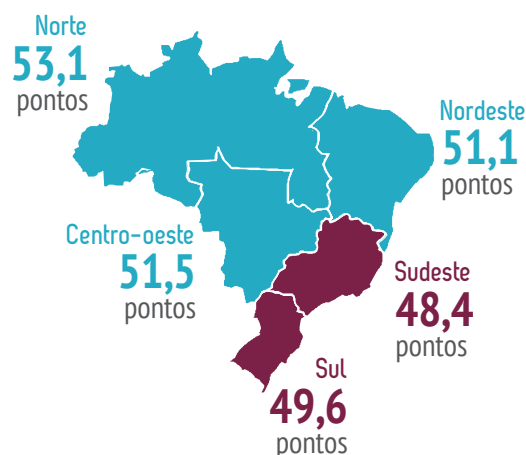 Norte
53,1
pontos
Nordeste
51,1
pontos
Centro-oeste
51,5
pontos
Sudeste
48,4
pontos
Sul
49,6
pontos